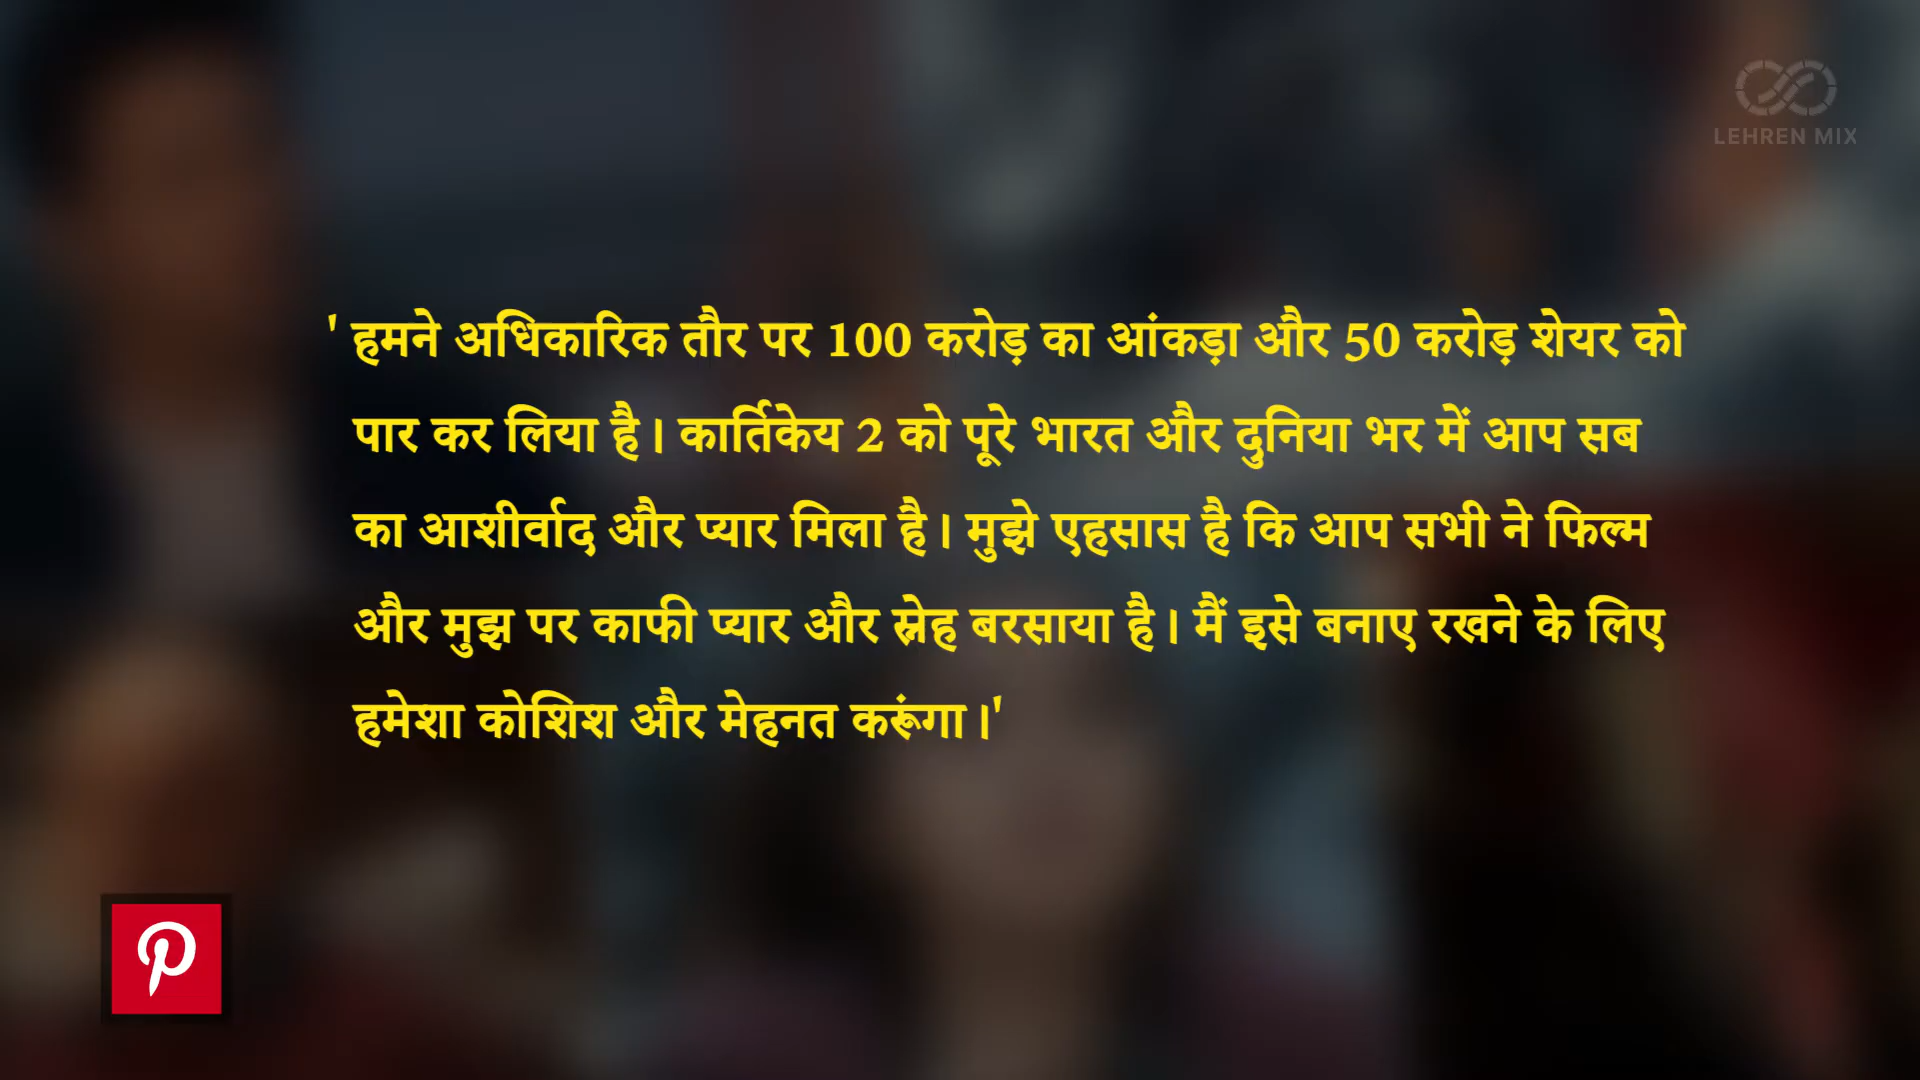 LEHREN MIX
' हमने अधिकारिक तौर पर 100 करोड़ का आंकड़ा और 50 करोड़ शेयर को
पार कर लिया है। कार्तिकेय 2 को पूरे भारत और दुनिया भर में आप सब
का आशीर्वाद और प्यार मिला है। मुझे एहसास है कि आप सभी ने फिल्म
और मुझ पर काफी प्यार और स्नेह बरसाया है। मैं इसे बनाए रखने के लिए
हमेशा कोशिश और मेहनत करूंगा।'